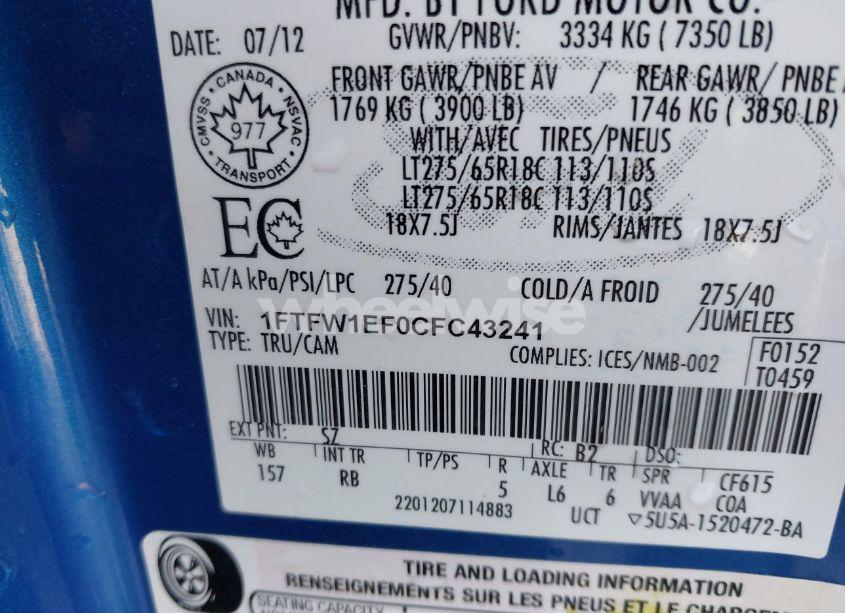 MFD. BY FORD MOTOR CO.
DATE: 07/12 GVWR/PNBV: 3334 KG ( 7350 LB)
FRONT GAWR/PNBE AV / REAR GAWR/ PNBE
1769 KG ( 3900 LB) 1746 KG ( 3850 LB)
WITH/AVEC TIRES/PNEUS
LT275/65R18C 113/110S
LT275/65R18C 113/110S
18X7.5J RIMS/JANTES 18X7.5J
CANADA
CMVSS NSVAC
977
TRANSPORT
EC
AT/A kPa/PSI/LPC 275/40 COLD/A FROID 275/40
wheelwise
VIN: 1FTFW1EF0CFC43241 /JUMELEES
TYPE: TRU/CAM COMPLIES: ICES/NMB-002 F0152
T0459
EXT PNT: SZ RC: B2 DSO:
WB INT TR TP/PS R AXLE TR SPR CF615
157 RB 5 L6 6 VVAA COA
2201207114883 UCT ▽5U5A-1520472-BA
TIRE AND LOADING INFORMATION
RENSEIGNEMENTS SUR LES PNEUS ET LE CHARGEMENT
SEATING CAPACITY